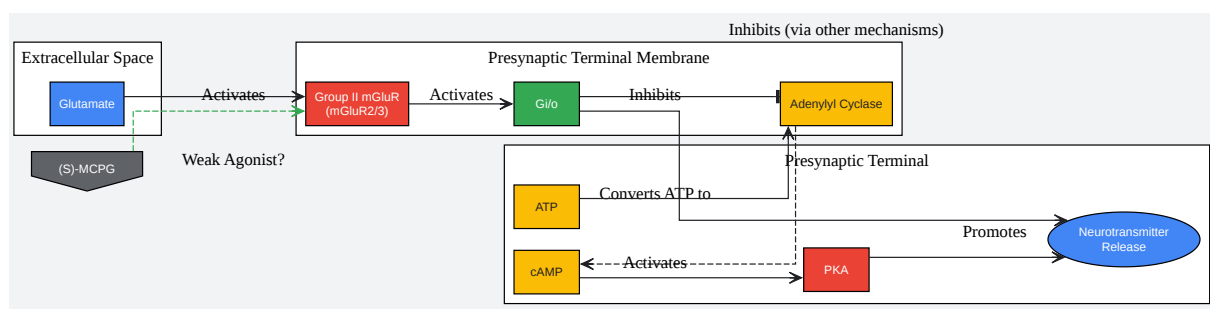 Inhibits (via other mechanisms)
Extracellular Space
Presynaptic Terminal Membrane
Glutamate
Activates
Group II mGluR
(mGluR2/3)
Activates
Gi/o
Inhibits
Adenylyl Cyclase
(S)-MCPG
Weak Agonist?
Presynaptic Terminal
ATP
Converts ATP to
Promotes
Neurotransmitter
Release
cAMP
Activates
PKA